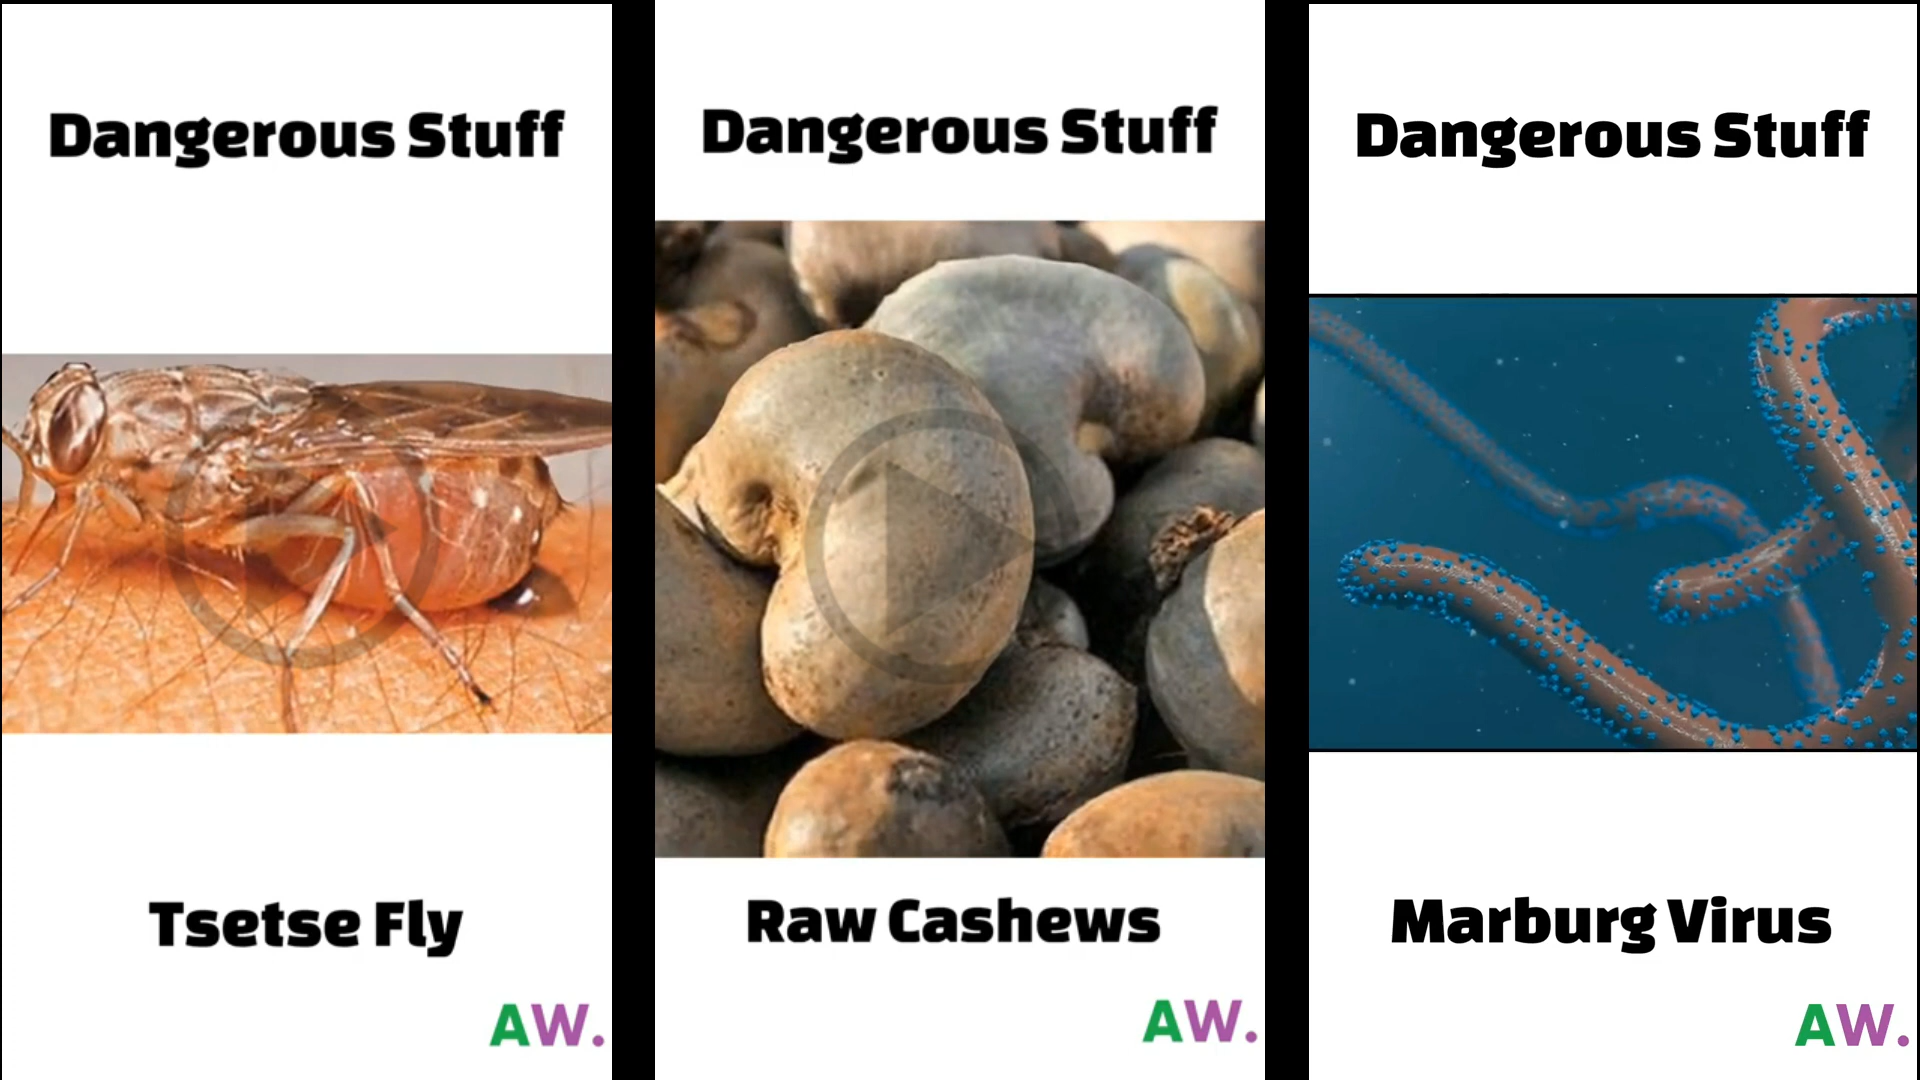 Dangerous Stuff
Tsetse Fly
AW.
Dangerous Stuff
Raw Cashews
AW.
Dangerous Stuff
Marburg Virus
AW.